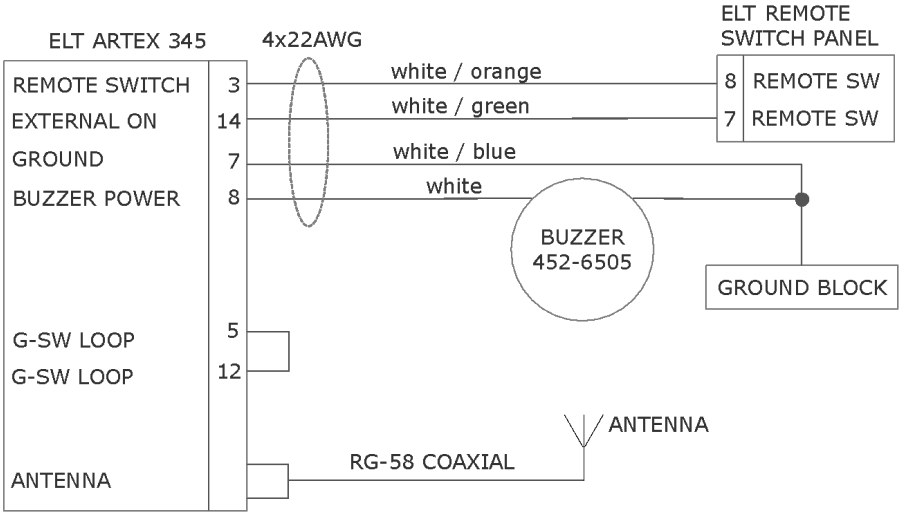 ELT ARTEX 345
4x22AWG
ELT REMOTE
SWITCH PANEL
REMOTE SWITCH 3
white / orange
8 REMOTE SW
EXTERNAL ON 14
white / green
7 REMOTE SW
GROUND 7
white / blue
BUZZER POWER 8
white
BUZZER
452-6505
GROUND BLOCK
G-SW LOOP 5
G-SW LOOP 12
ANTENNA
RG-58 COAXIAL
ANTENNA